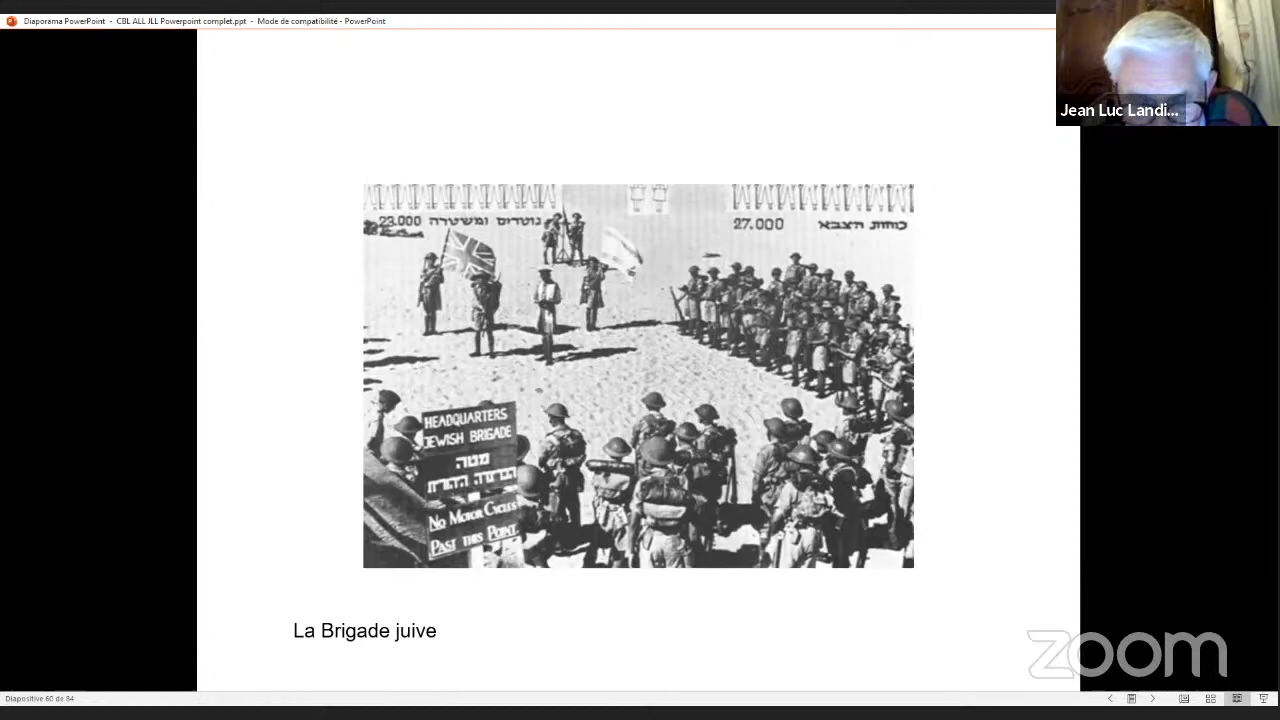 Diaporama PowerPoint - CBL ALL JLL Powerpoint complet.ppt - Mode de compatibilité - PowerPoint
Jean Luc Landi...
23.000 נוטרים ומשטרה
27.000 כוחות הצבא
HEADQUARTERS
JEWISH BRIGADE
מטה
NO MOTOR CYCLES
PAST THIS POINT.
La Brigade juive
zoom
Diapositive 60 de 84